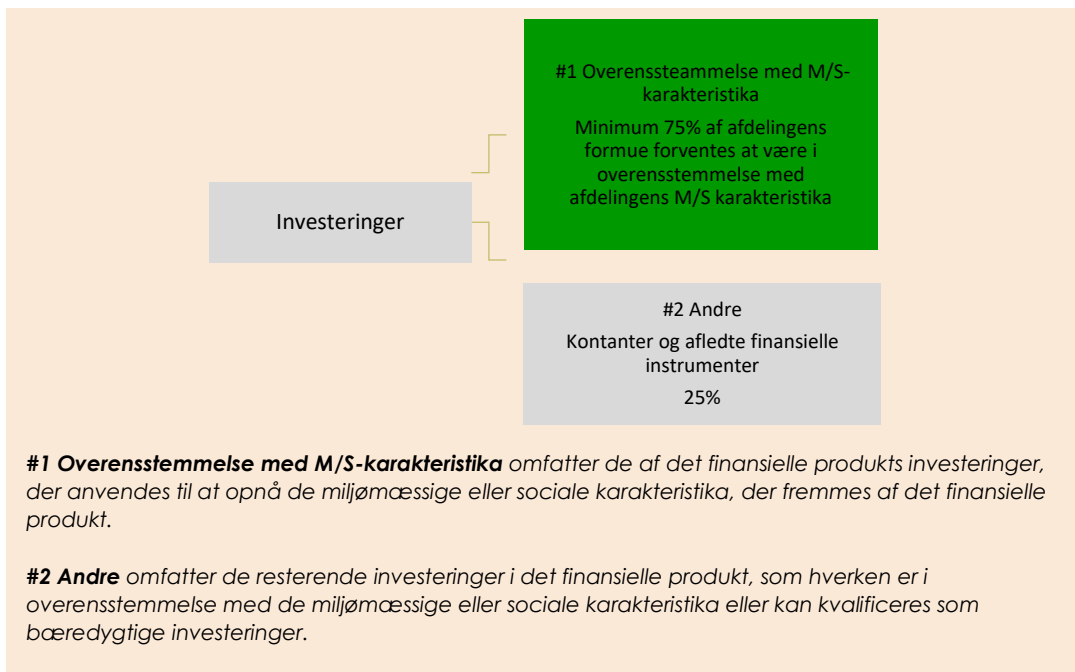 #1 Overenssteammelse med M/S-
karakteristika
Minimum 75% af afdelingens
formue forventes at være i
overensstemmelse med
afdelingens M/S karakteristika
Investeringer
#2 Andre
Kontanter og afledte finansielle
instrumenter
25%
#1 Overensstemmelse med M/S-karakteristika omfatter de af det finansielle produkts investeringer,
der anvendes til at opnå de miljømæssige eller sociale karakteristika, der fremmes af det finansielle
produkt.
#2 Andre omfatter de resterende investeringer i det finansielle produkt, som hverken er i
overensstemmelse med de miljømæssige eller sociale karakteristika eller kan kvalificeres som
bæredygtige investeringer.